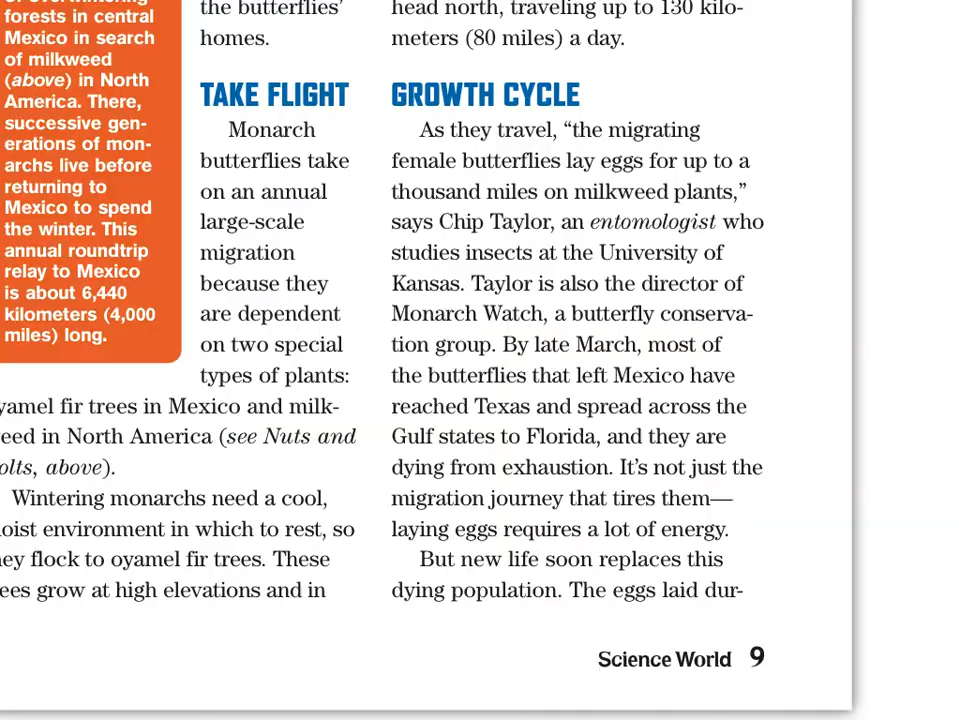 forests in central
Mexico in search
of milkweed
(above) in North
America. There,
successive gen-
erations of mon-
archs live before
returning to
Mexico to spend
the winter. This
annual roundtrip
relay to Mexico
is about 6,440
kilometers (4,000
miles) long.
the butterflies’
homes.
TAKE FLIGHT
Monarch
butterflies take
on an annual
large-scale
migration
because they
are dependent
on two special
types of plants:
yamel fir trees in Mexico and milk-
eed in North America (see Nuts and
olts, above).
Wintering monarchs need a cool,
oist environment in which to rest, so
hey flock to oyamel fir trees. These
ees grow at high elevations and in
head north, traveling up to 130 kilo-
meters (80 miles) a day.
GROWTH CYCLE
As they travel, “the migrating
female butterflies lay eggs for up to a
thousand miles on milkweed plants,”
says Chip Taylor, an entomologist who
studies insects at the University of
Kansas. Taylor is also the director of
Monarch Watch, a butterfly conserva-
tion group. By late March, most of
the butterflies that left Mexico have
reached Texas and spread across the
Gulf states to Florida, and they are
dying from exhaustion. It’s not just the
migration journey that tires them—
laying eggs requires a lot of energy.
But new life soon replaces this
dying population. The eggs laid dur-
Science World 9